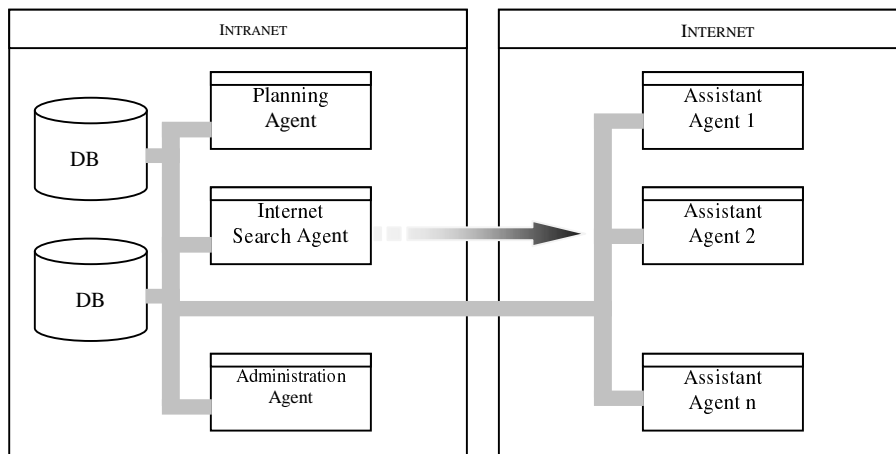 INTRANET
INTERNET
Planning
Agent
DB
Internet
Search Agent
DB
Administration
Agent
Assistant
Agent 1
Assistant
Agent 2
Assistant
Agent n